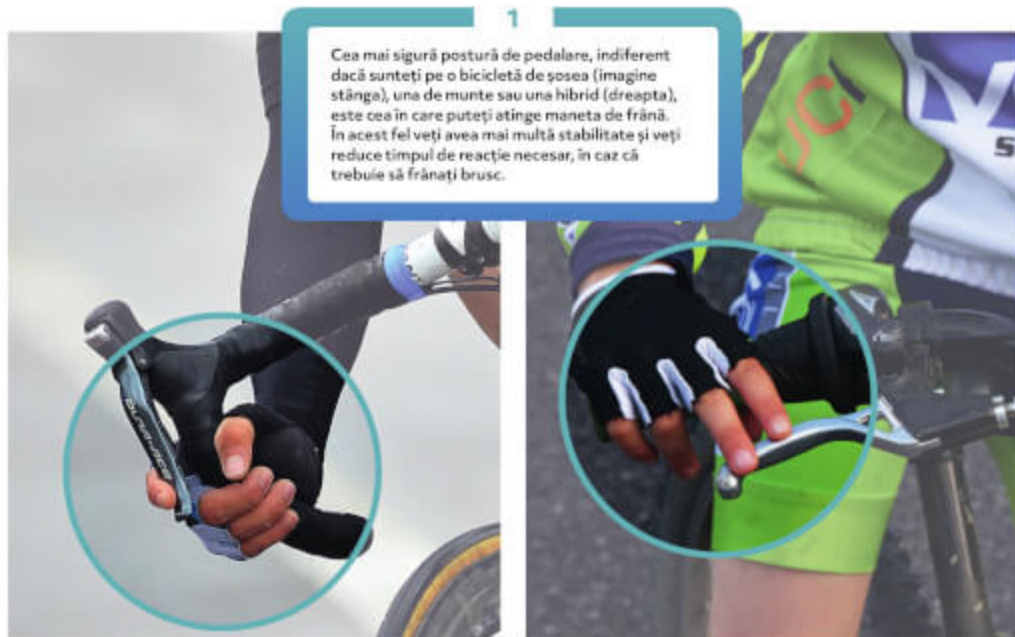 1
Cea mai sigură postură de pedalare, indiferent
dacă sunteți pe o bicicletă de șosea (imagine
stânga), una de munte sau una hibrid (dreapta),
este cea în care puteți atinge maneta de frână.
În acest fel veți avea mai multă stabilitate și veți
reduce timpul de reacție necesar, în caz că
trebuie să frânați brusc.
DURA-ACE